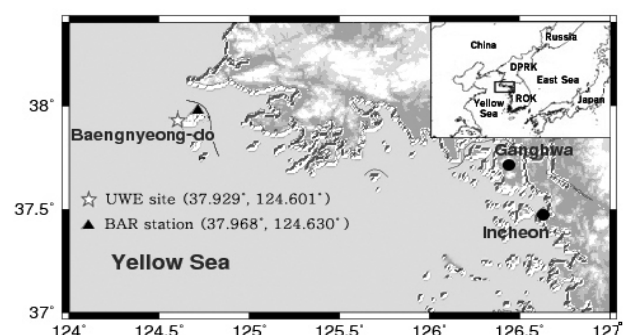 China
Russia
DPRK
East Sea
Yellow
Sea
ROK
Japan
38°
Baengnyeong-do
Ganghwa
☆ UWE site (37.929°, 124.601°)
37.5°
▲ BAR station (37.968°, 124.630°)
Incheon
Yellow Sea
37°
124° 124.5° 125° 125.5° 126° 126.5° 127°